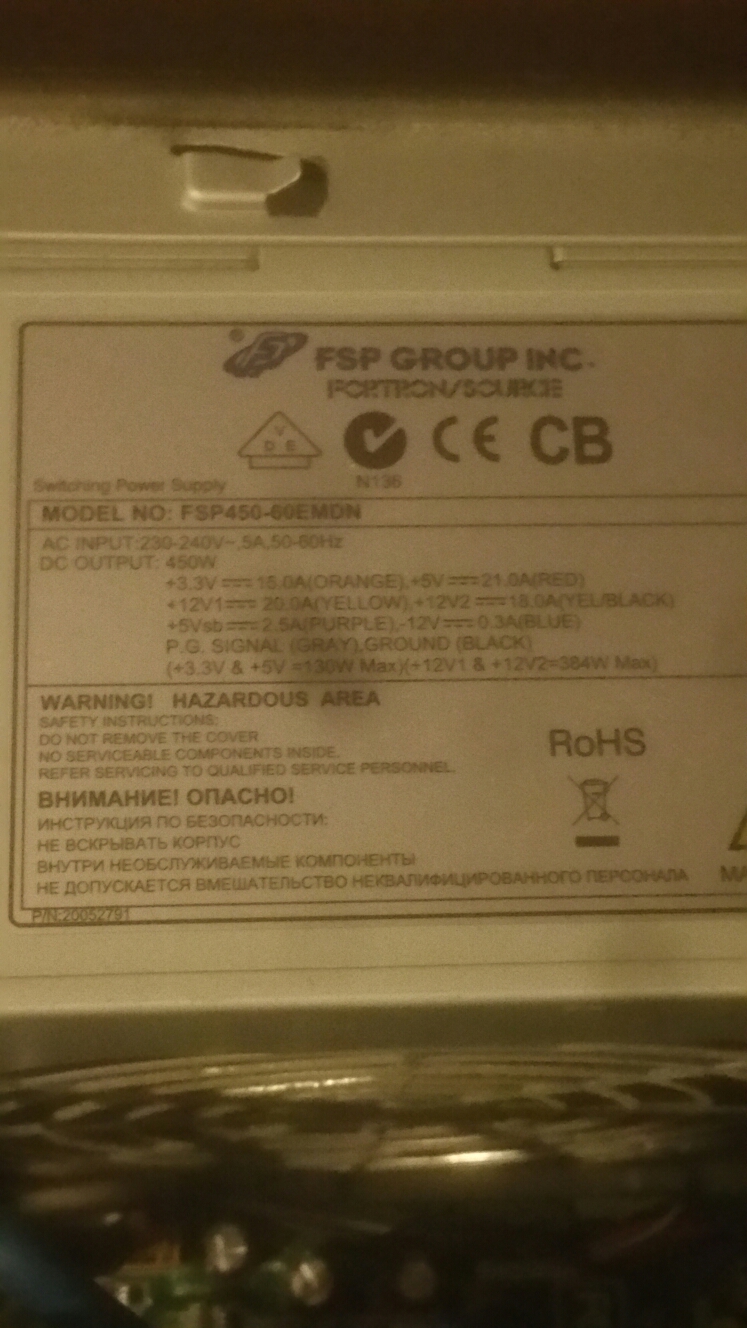 FSP
FSP GROUP INC.
FORTRON/SOURCE
V
D E
CE CB
N136
Switching Power Supply
MODEL NO: FSP450-60EMDN
AC INPUT:230-240V~,5A,50-60Hz
DC OUTPUT: 450W
+3.3V⎓15.0A(ORANGE),+5V⎓21.0A(RED)
+12V1⎓20.0A(YELLOW),+12V2⎓18.0A(YEL/BLACK)
+5Vsb⎓2.5A(PURPLE),-12V⎓0.3A(BLUE)
P.G. SIGNAL (GRAY),GROUND (BLACK)
(+3.3V & +5V =130W Max)(+12V1 & +12V2=384W Max)
WARNING! HAZARDOUS AREA
SAFETY INSTRUCTIONS:
DO NOT REMOVE THE COVER
NO SERVICEABLE COMPONENTS INSIDE.
REFER SERVICING TO QUALIFIED SERVICE PERSONNEL.
RoHS
ВНИМАНИЕ! ОПАСНО!
ИНСТРУКЦИЯ ПО БЕЗОПАСНОСТИ:
НЕ ВСКРЫВАТЬ КОРПУС
ВНУТРИ НЕОБСЛУЖИВАЕМЫЕ КОМПОНЕНТЫ
НЕ ДОПУСКАЕТСЯ ВМЕШАТЕЛЬСТВО НЕКВАЛИФИЦИРОВАННОГО ПЕРСОНАЛА
P/N:20052791